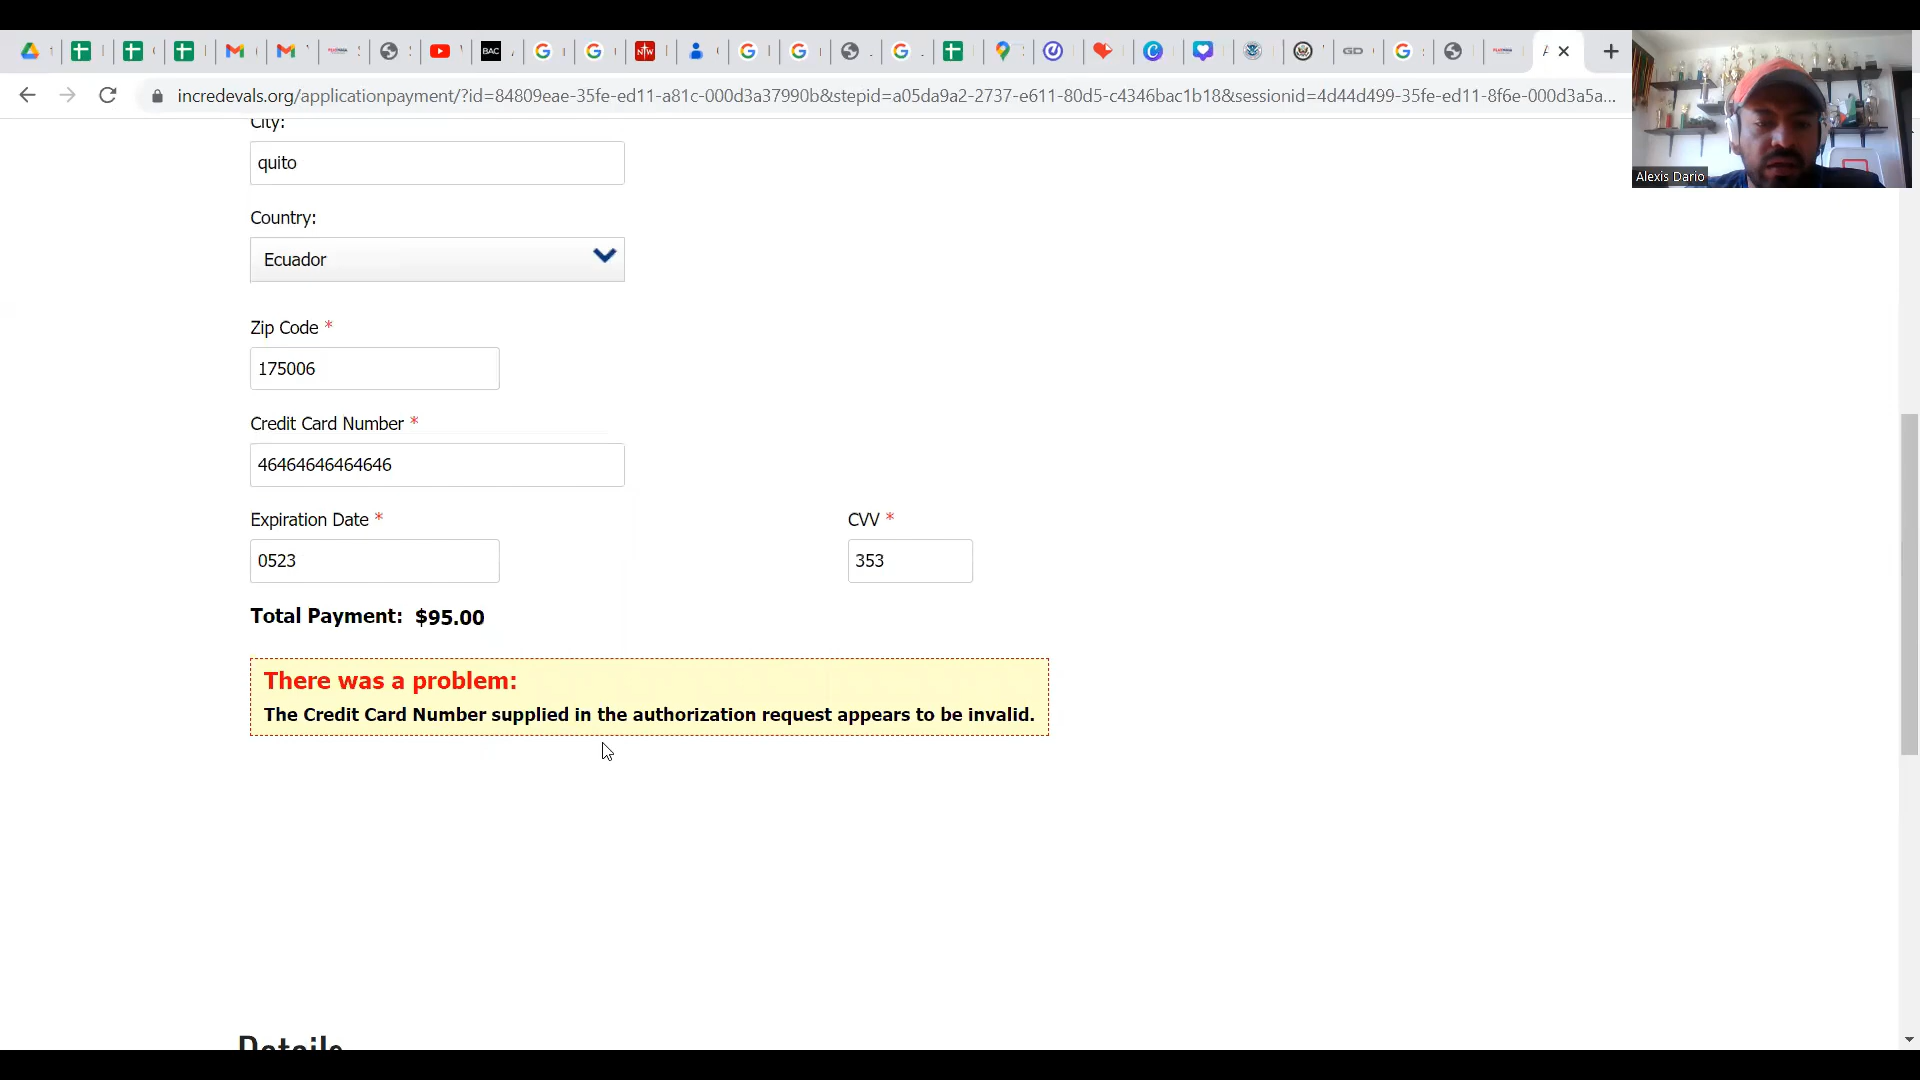 BAC
NTW
GD
incredevals.org/applicationpayment/?id=84809eae-35fe-ed11-a81c-000d3a37990b&stepid=a05da9a2-2737-e611-80d5-c4346bac1b18&sessionid=4d44d499-35fe-ed11-8f6e-000d3a5a...
Alexis Dario
City:
quito
Country:
Ecuador
Zip Code *
175006
Credit Card Number *
46464646464646
Expiration Date *
CVV *
0523
353
Total Payment: $95.00
There was a problem:
The Credit Card Number supplied in the authorization request appears to be invalid.
Details